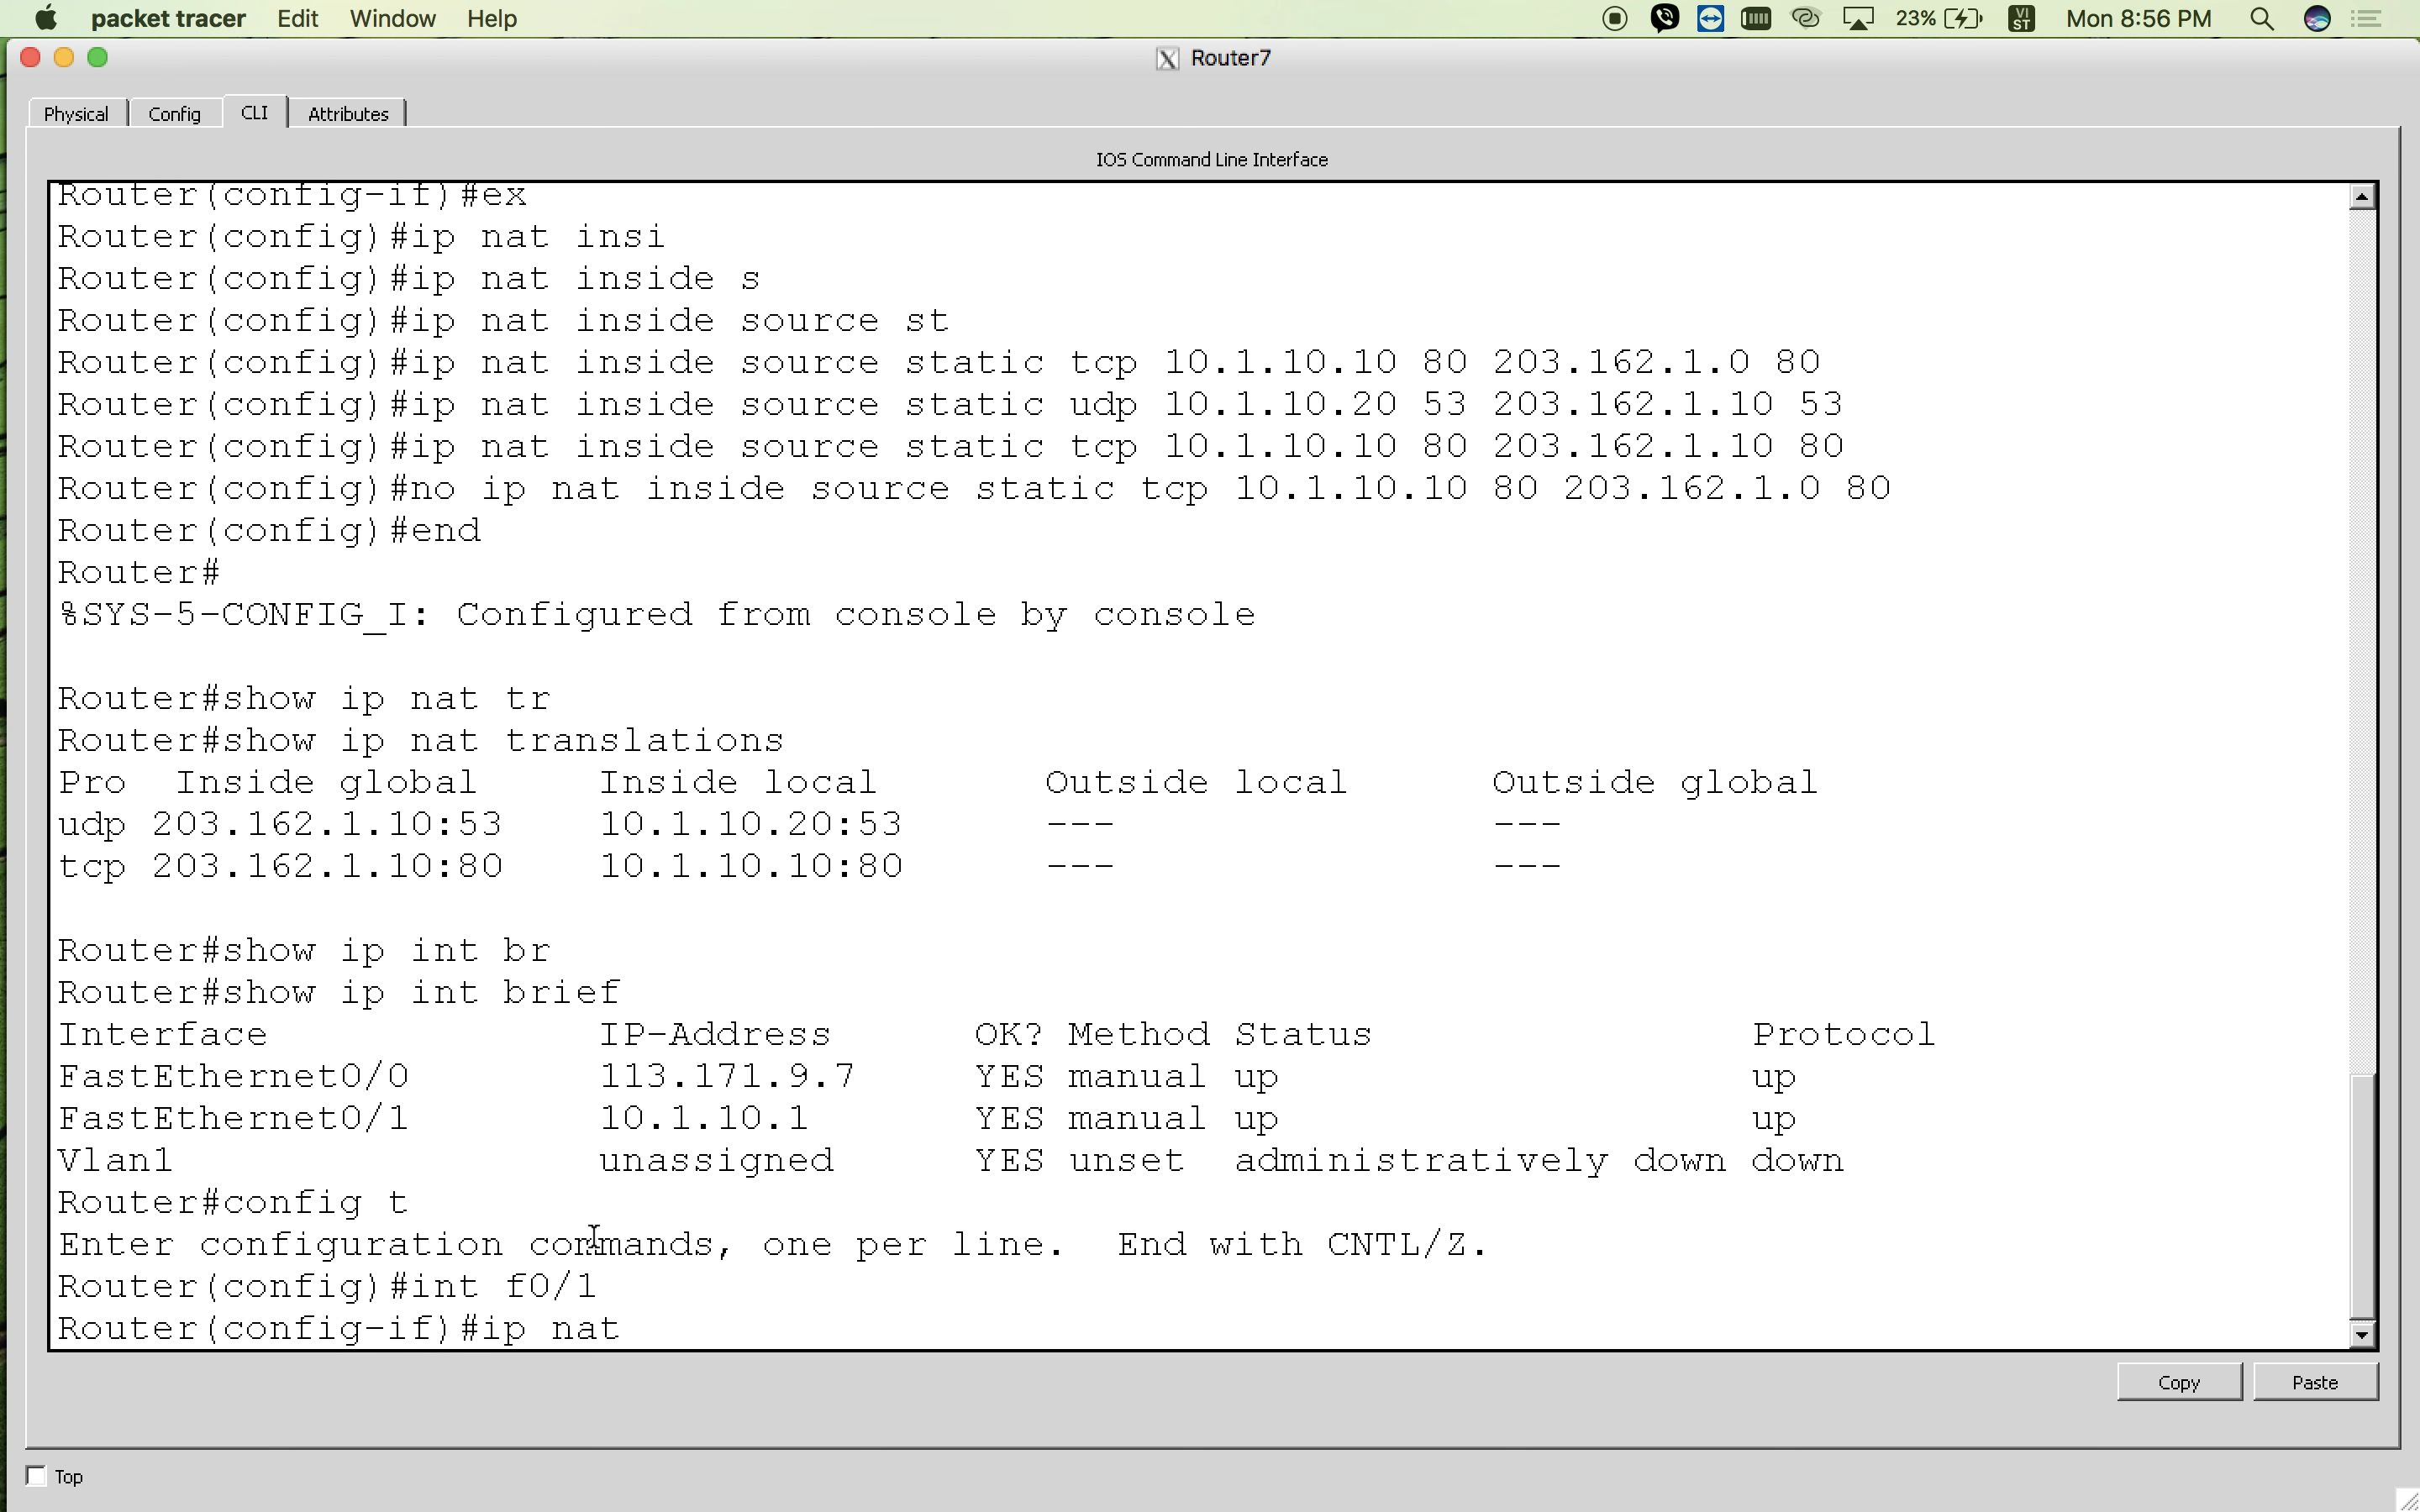 packet tracer Edit Window Help 23% VI ST Mon 8:56 PM
X Router7
Physical Config CLI Attributes
IOS Command Line Interface
Router(config-if)#ex
Router(config)#ip nat insi
Router(config)#ip nat inside s
Router(config)#ip nat inside source st
Router(config)#ip nat inside source static tcp 10.1.10.10 80 203.162.1.0 80
Router(config)#ip nat inside source static udp 10.1.10.20 53 203.162.1.10 53
Router(config)#ip nat inside source static tcp 10.1.10.10 80 203.162.1.10 80
Router(config)#no ip nat inside source static tcp 10.1.10.10 80 203.162.1.0 80
Router(config)#end
Router#
%SYS-5-CONFIG_I: Configured from console by console
Router#show ip nat tr
Router#show ip nat translations
Pro Inside global Inside local Outside local Outside global
udp 203.162.1.10:53 10.1.10.20:53 --- ---
tcp 203.162.1.10:80 10.1.10.10:80 --- ---
Router#show ip int br
Router#show ip int brief
Interface IP-Address OK? Method Status Protocol
FastEthernet0/0 113.171.9.7 YES manual up up
FastEthernet0/1 10.1.10.1 YES manual up up
Vlan1 unassigned YES unset administratively down down
Router#config t
Enter configuration commands, one per line. End with CNTL/Z.
Router(config)#int f0/1
Router(config-if)#ip nat
Copy Paste
Top